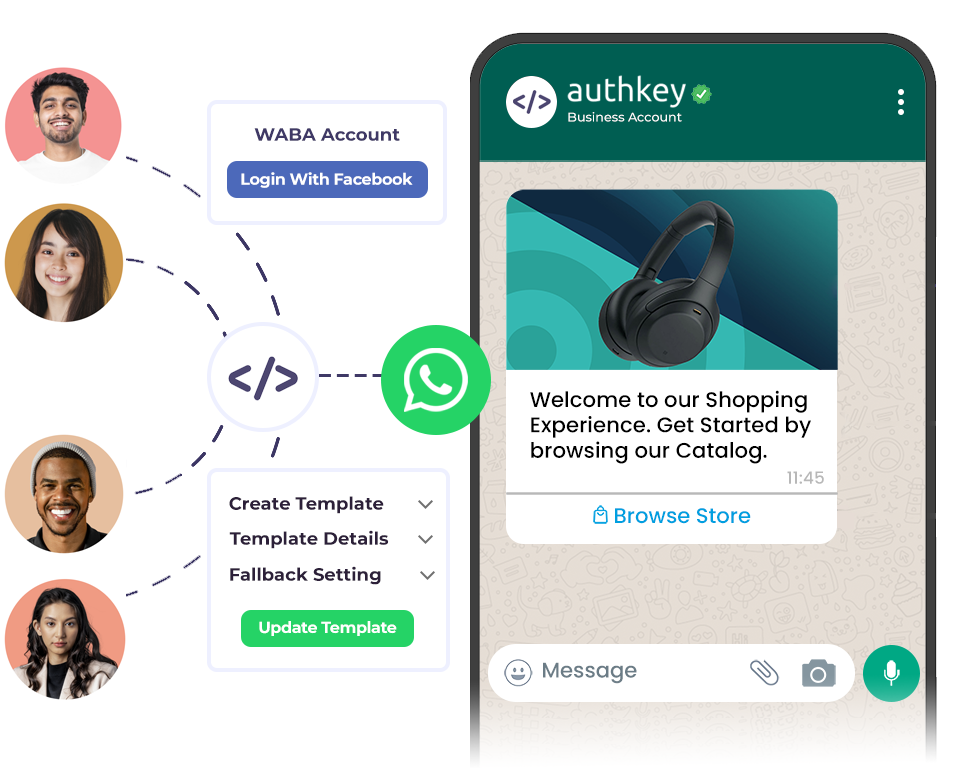 WABA Account
Login With Facebook
</>
Create Template
Template Details
Fallback Setting
Update Template
</>
authkey
Business Account
Welcome to our Shopping
Experience. Get Started by
browsing our Catalog.
11:45
Browse Store
Message